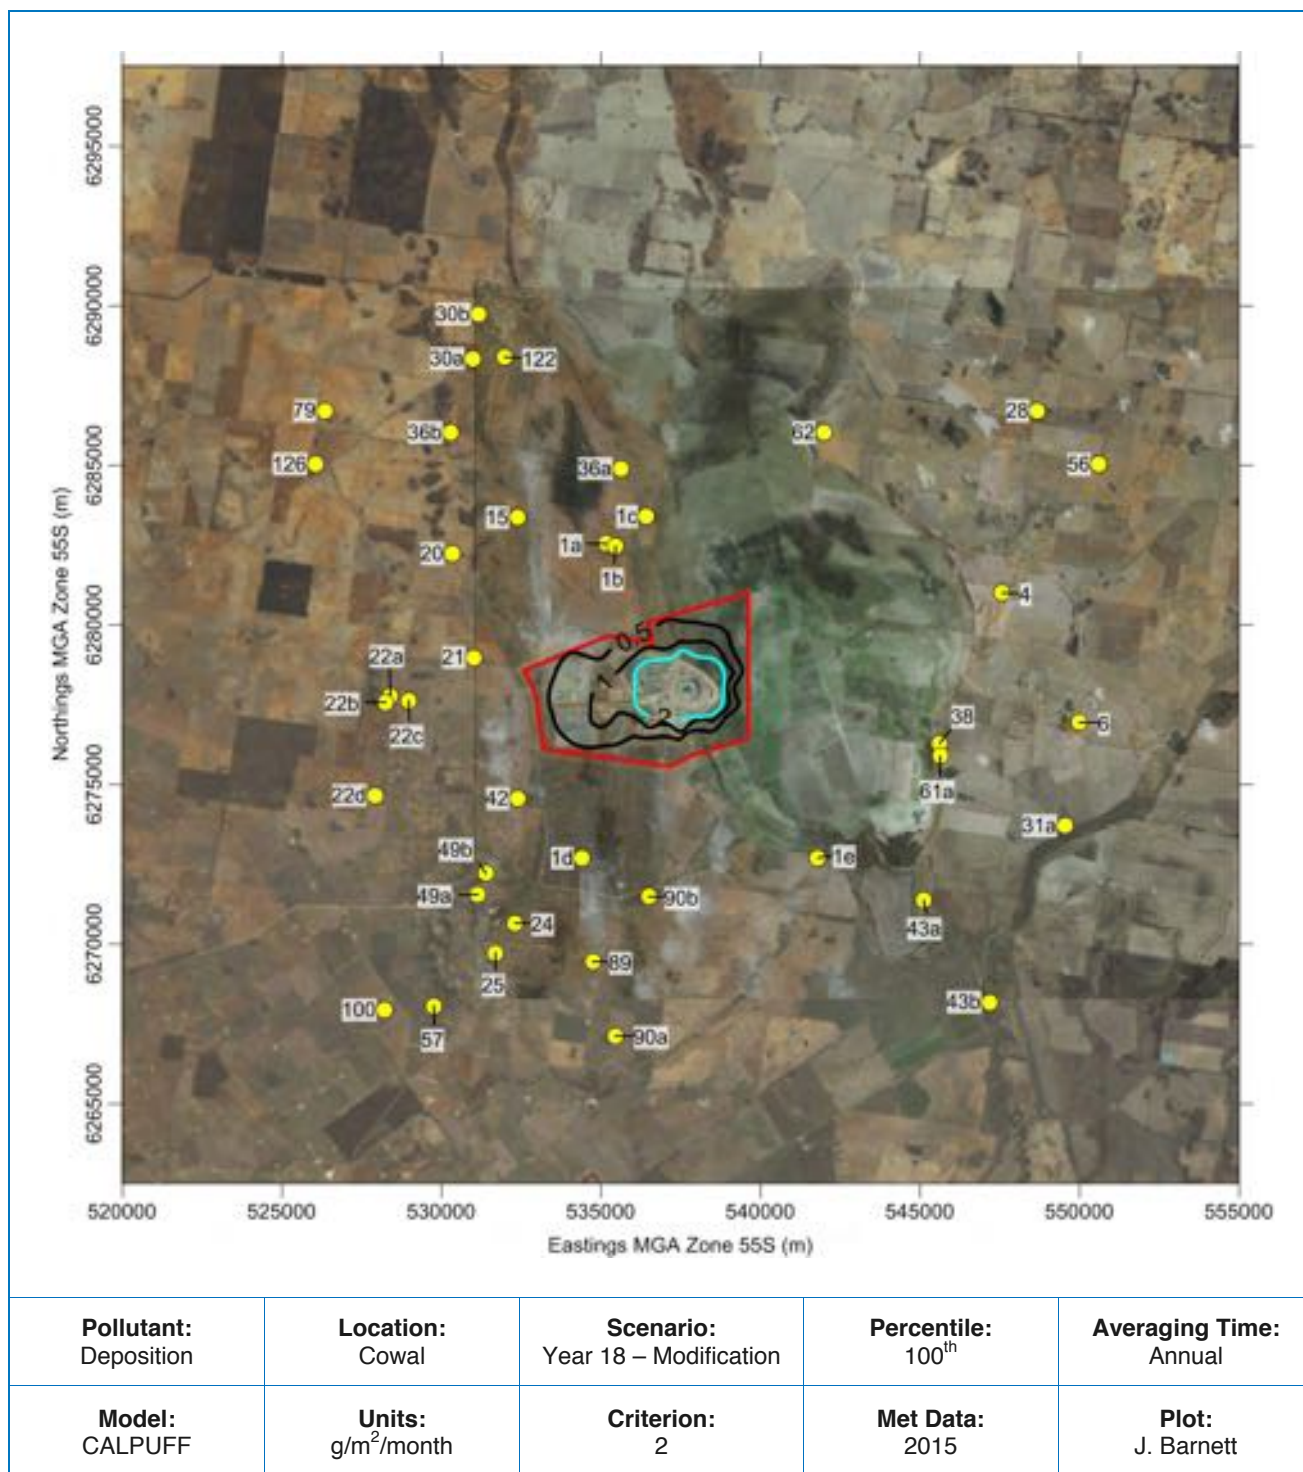 6295000
6290000
6285000
6280000
6275000
6270000
6265000
Northings MGA Zone 55S (m)
30b
30a
122
79
28
36b
62
126
36a
56
15
1c
1a
20
1b
4
0.5
22a
21
1
22b
2
38
6
22c
61a
22d
42
31a
49b
1d
1e
49a
90b
24
43a
89
25
43b
100
90a
57
520000 525000 530000 535000 540000 545000 550000 555000
Eastings MGA Zone 55S (m)
Pollutant:
Deposition
Location:
Cowal
Scenario:
Year 18 – Modification
Percentile:
100th
Averaging Time:
Annual
Model:
CALPUFF
Units:
g/m²/month
Criterion:
2
Met Data:
2015
Plot:
J. Barnett